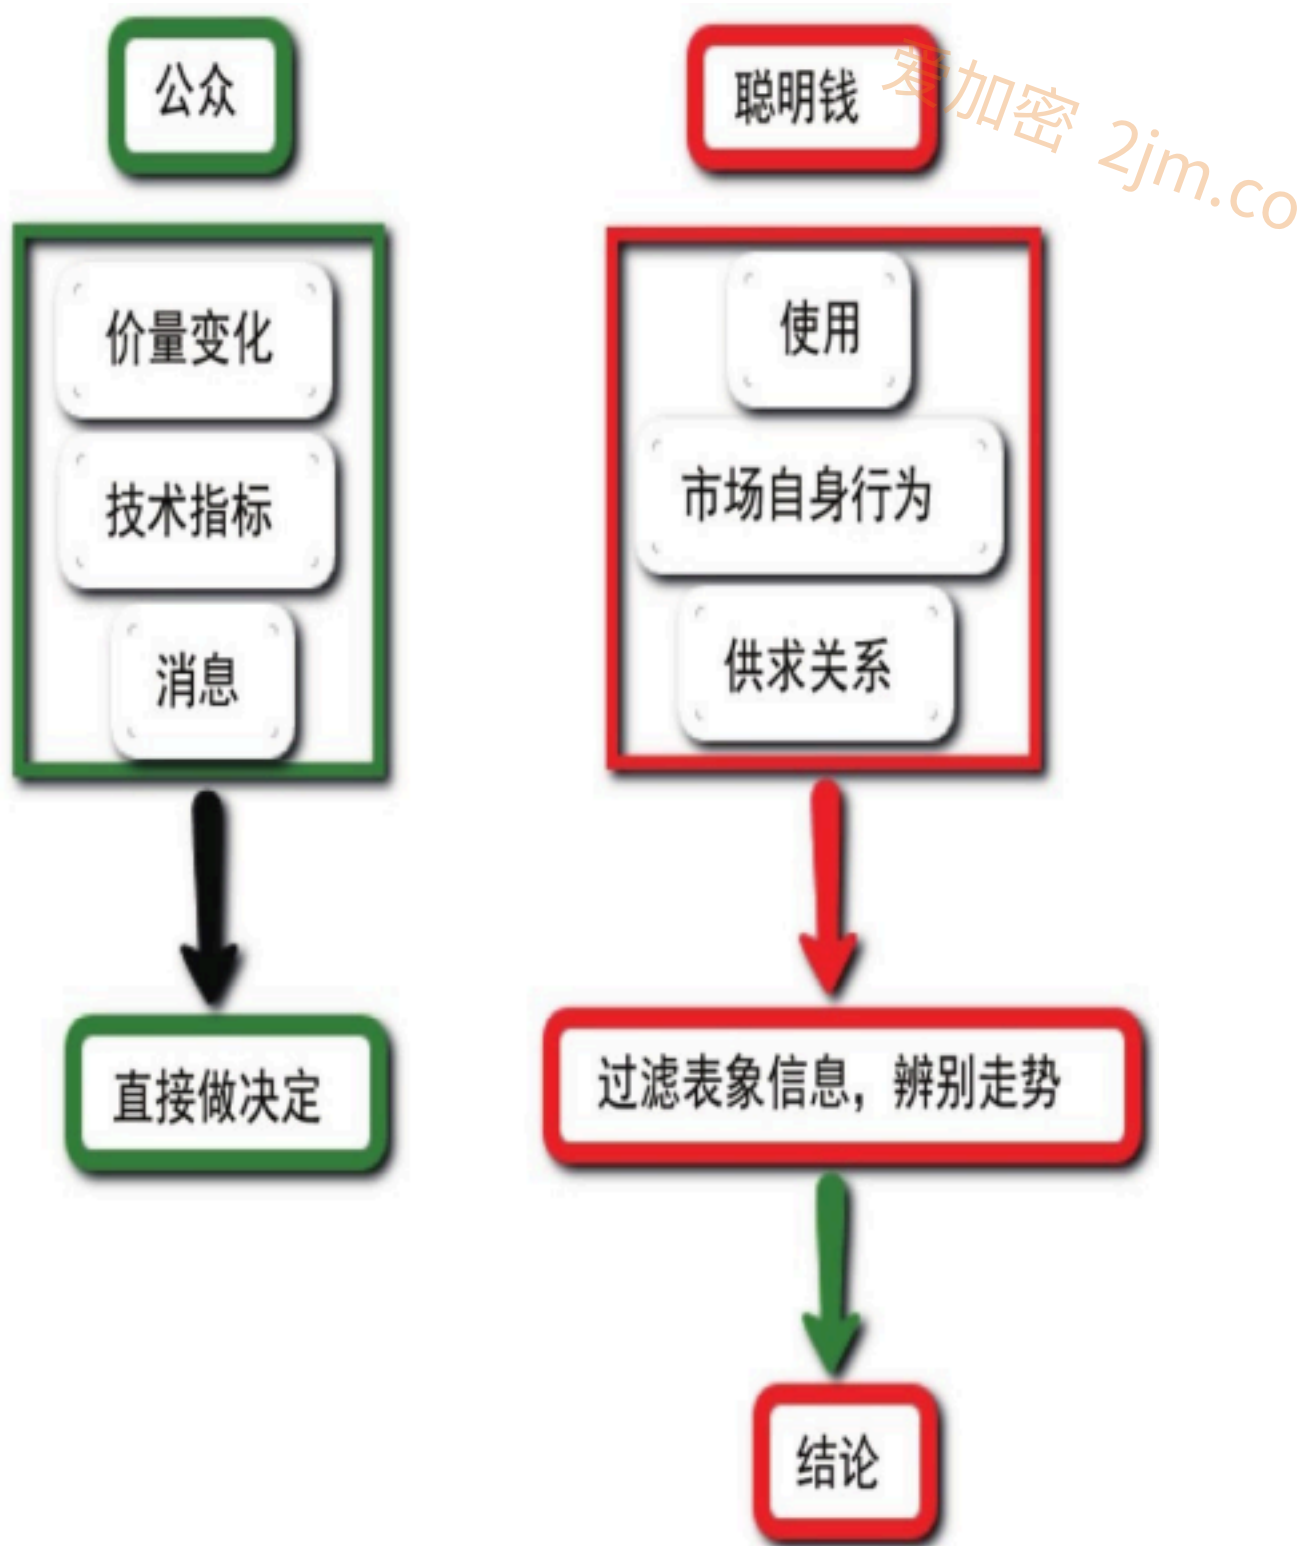 公众
价量变化
技术指标
消息
直接做决定
聪明钱
使用
市场自身行为
供求关系
过滤表象信息，辨别走势
结论
爱加密 2jm.co